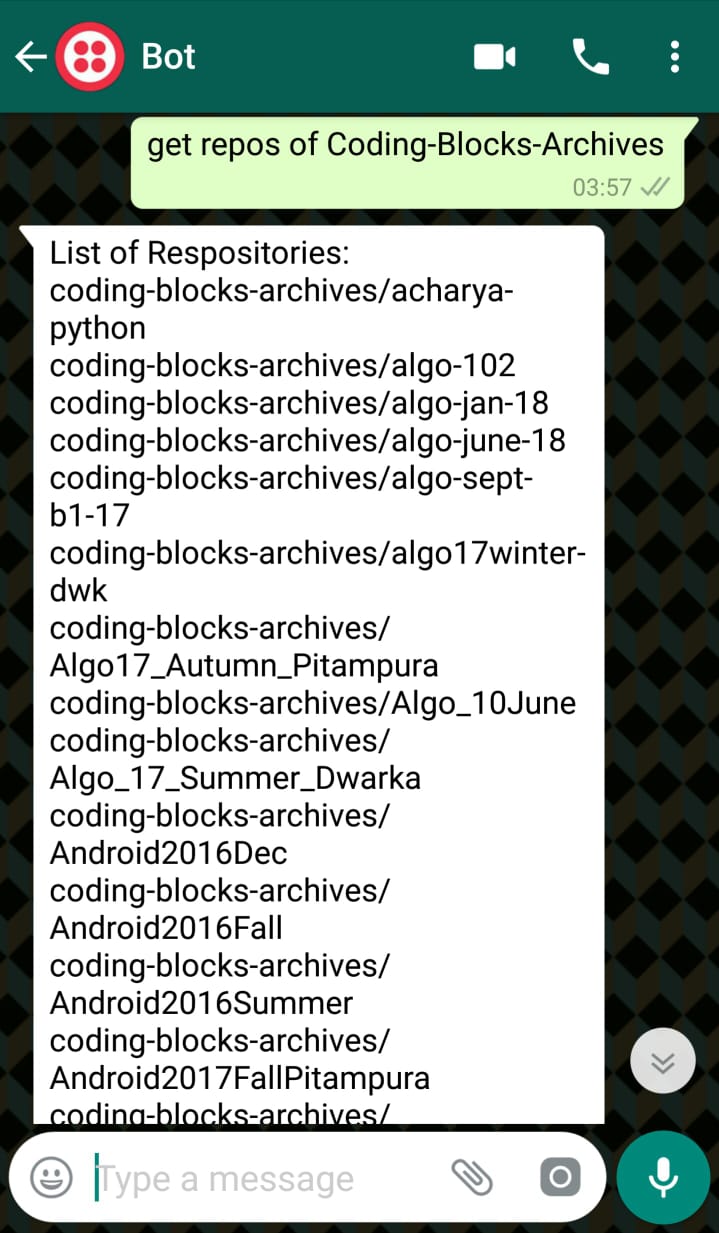 Bot
get repos of Coding-Blocks-Archives
03:57
List of Respositories:
coding-blocks-archives/acharya-
python
coding-blocks-archives/algo-102
coding-blocks-archives/algo-jan-18
coding-blocks-archives/algo-june-18
coding-blocks-archives/algo-sept-
b1-17
coding-blocks-archives/algo17winter-
dwk
coding-blocks-archives/
Algo17_Autumn_Pitampura
coding-blocks-archives/Algo_10June
coding-blocks-archives/
Algo_17_Summer_Dwarka
coding-blocks-archives/
Android2016Dec
coding-blocks-archives/
Android2016Fall
coding-blocks-archives/
Android2016Summer
coding-blocks-archives/
Android2017FallPitampura
coding-blocks-archives/
Type a message